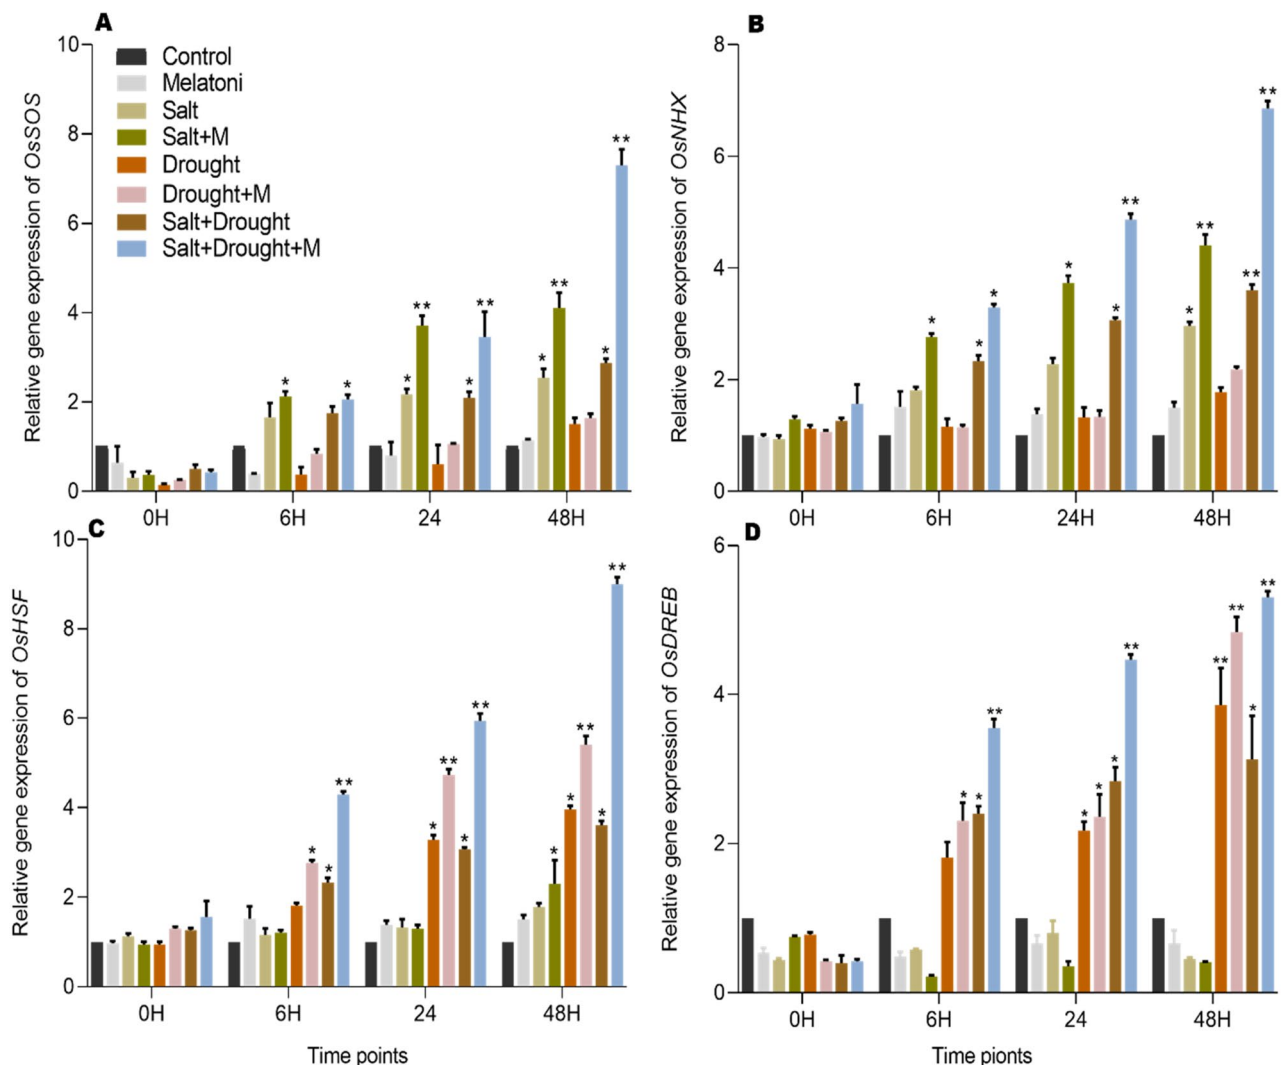 A
Relative gene expression of OsSOS
10
8
6
4
2
0
Control
Melatoni
Salt
Salt+M
Drought
Drought+M
Salt+Drought
Salt+Drought+M
*
*
*
**
*
**
*
**
*
**
0H
6H
24
48H
B
Relative gene expression of OsNHX
8
6
4
2
0
*
*
*
*
*
**
*
**
**
**
0H
6H
24H
48H
C
Relative gene expression of OsHSF
10
8
6
4
2
0
*
*
**
*
**
*
**
*
*
**
*
**
0H
6H
24
48H
Time points
D
Relative gene expression of OsDREB
6
4
2
0
*
*
**
*
*
*
**
**
**
*
**
0H
6H
24
48H
Time pionts